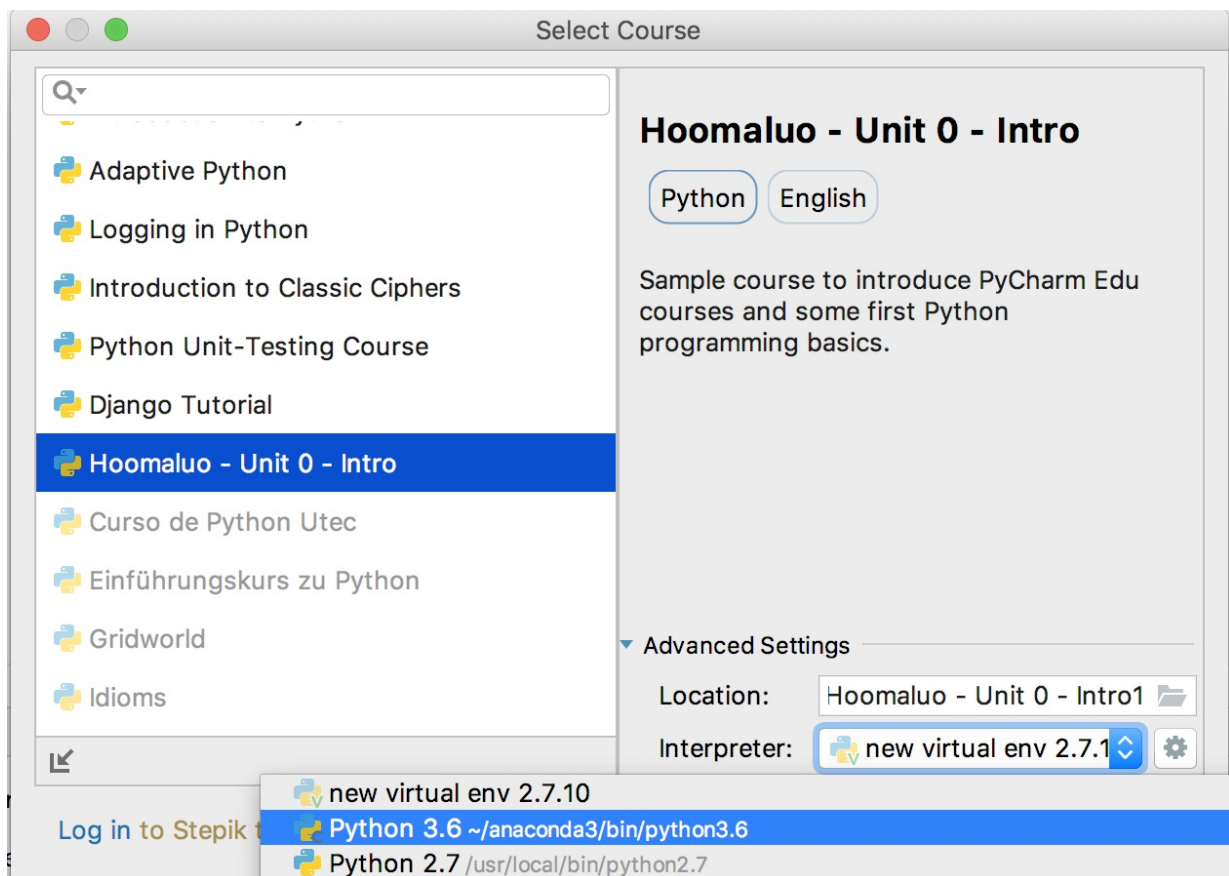 Select Course
Adaptive Python
Logging in Python
Introduction to Classic Ciphers
Python Unit-Testing Course
Django Tutorial
Hoomaluo - Unit 0 - Intro
Curso de Python Utec
Einführungskurs zu Python
Gridworld
Idioms
Log in to Stepik
Hoomaluo - Unit 0 - Intro
Python English
Sample course to introduce PyCharm Edu
courses and some first Python
programming basics.
Advanced Settings
Location: Hoomaluo - Unit 0 - Intro1
Interpreter: new virtual env 2.7.1
new virtual env 2.7.10
Python 3.6 ~/anaconda3/bin/python3.6
Python 2.7 /usr/local/bin/python2.7